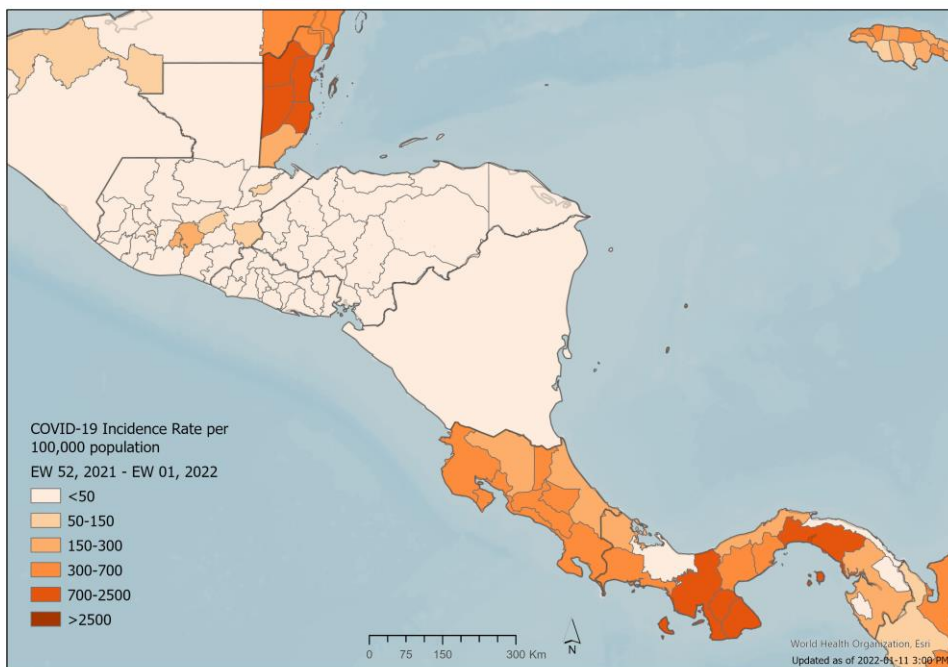 COVID-19 Incidence Rate per
100,000 population
EW 52, 2021 - EW 01, 2022
<50
50-150
150-300
300-700
700-2500
>2500
0 75 150 300 Km
N
World Health Organization, Esri
Updated as of 2022-01-11 3:00 PM